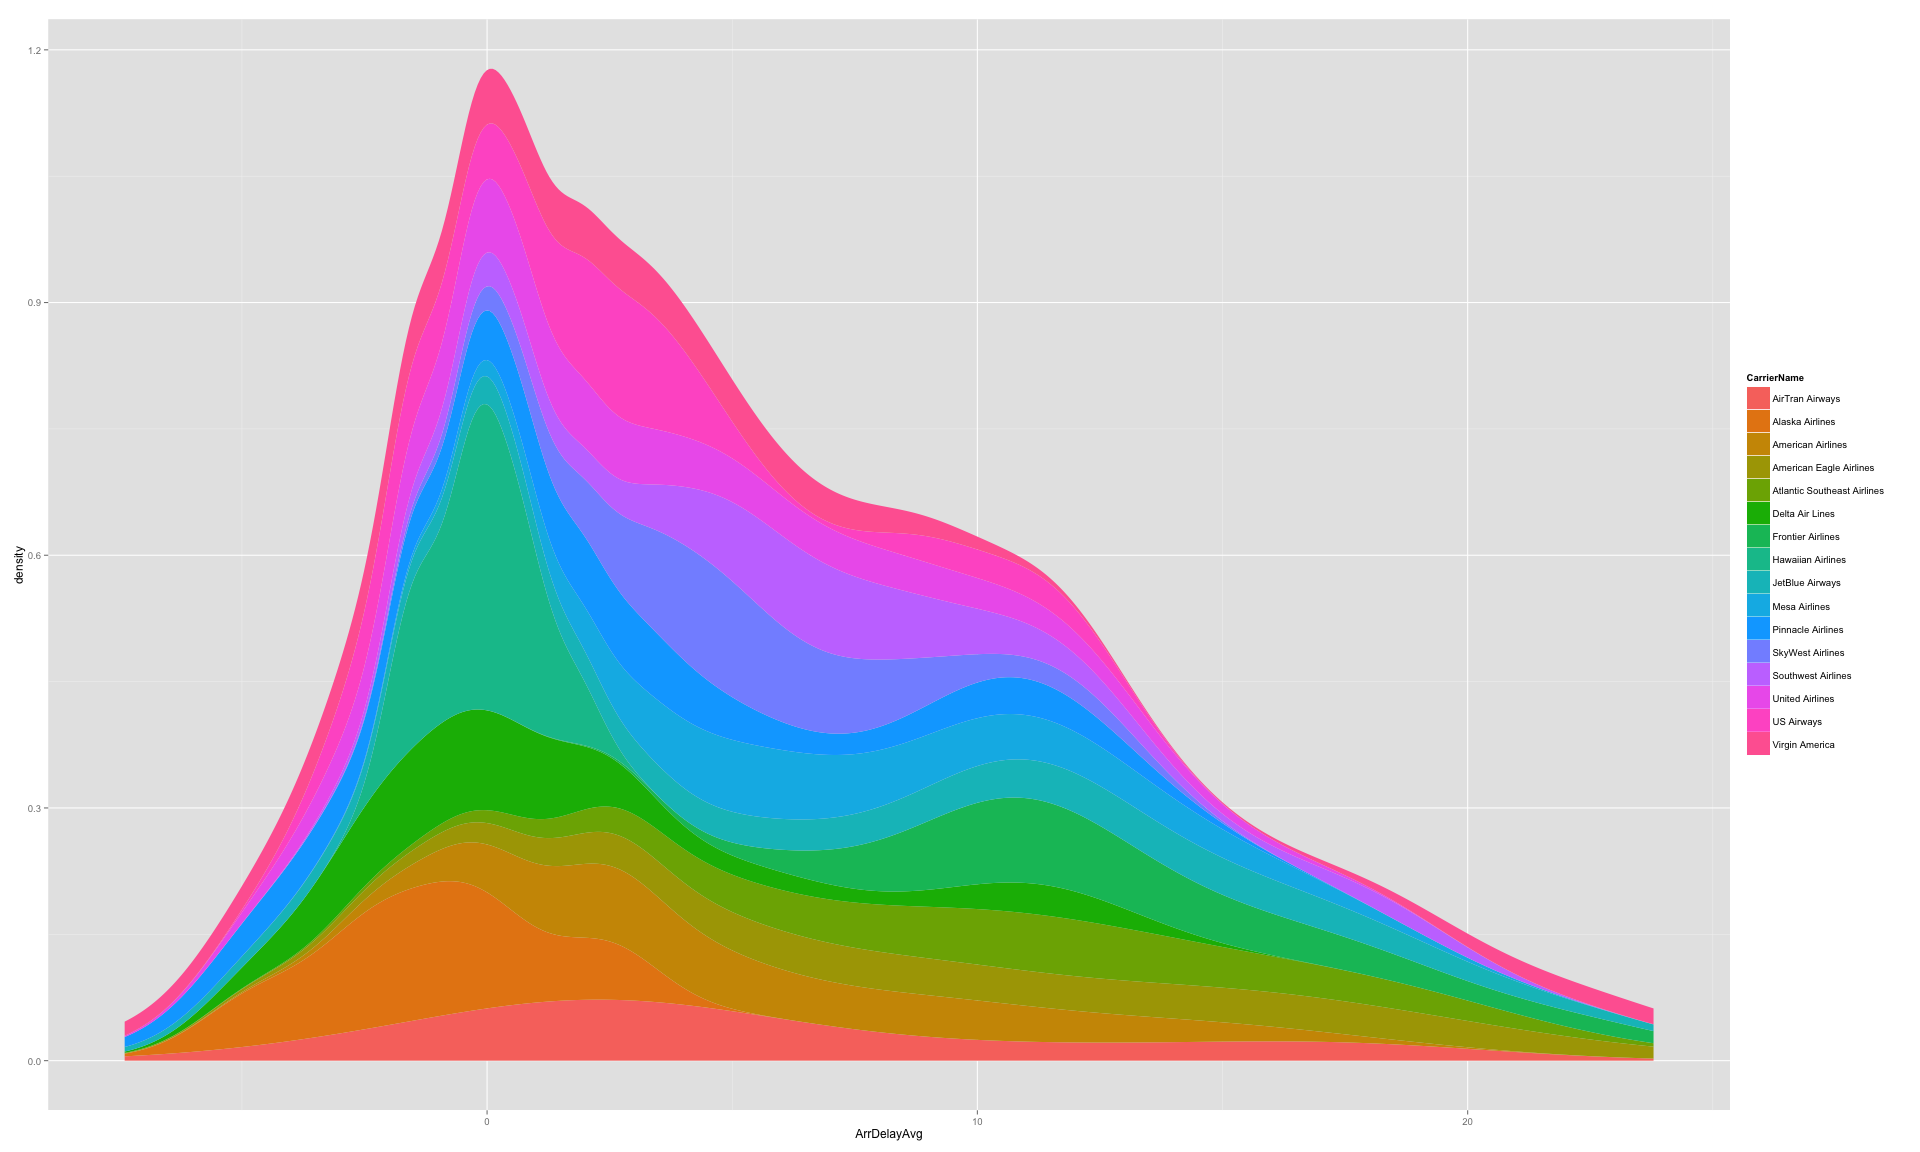 1.2
0.9
0.6
0.3
0.0
density
0
10
20
ArrDelayAvg
CarrierName
AirTran Airways
Alaska Airlines
American Airlines
American Eagle Airlines
Atlantic Southeast Airlines
Delta Air Lines
Frontier Airlines
Hawaiian Airlines
JetBlue Airways
Mesa Airlines
Pinnacle Airlines
SkyWest Airlines
Southwest Airlines
United Airlines
US Airways
Virgin America